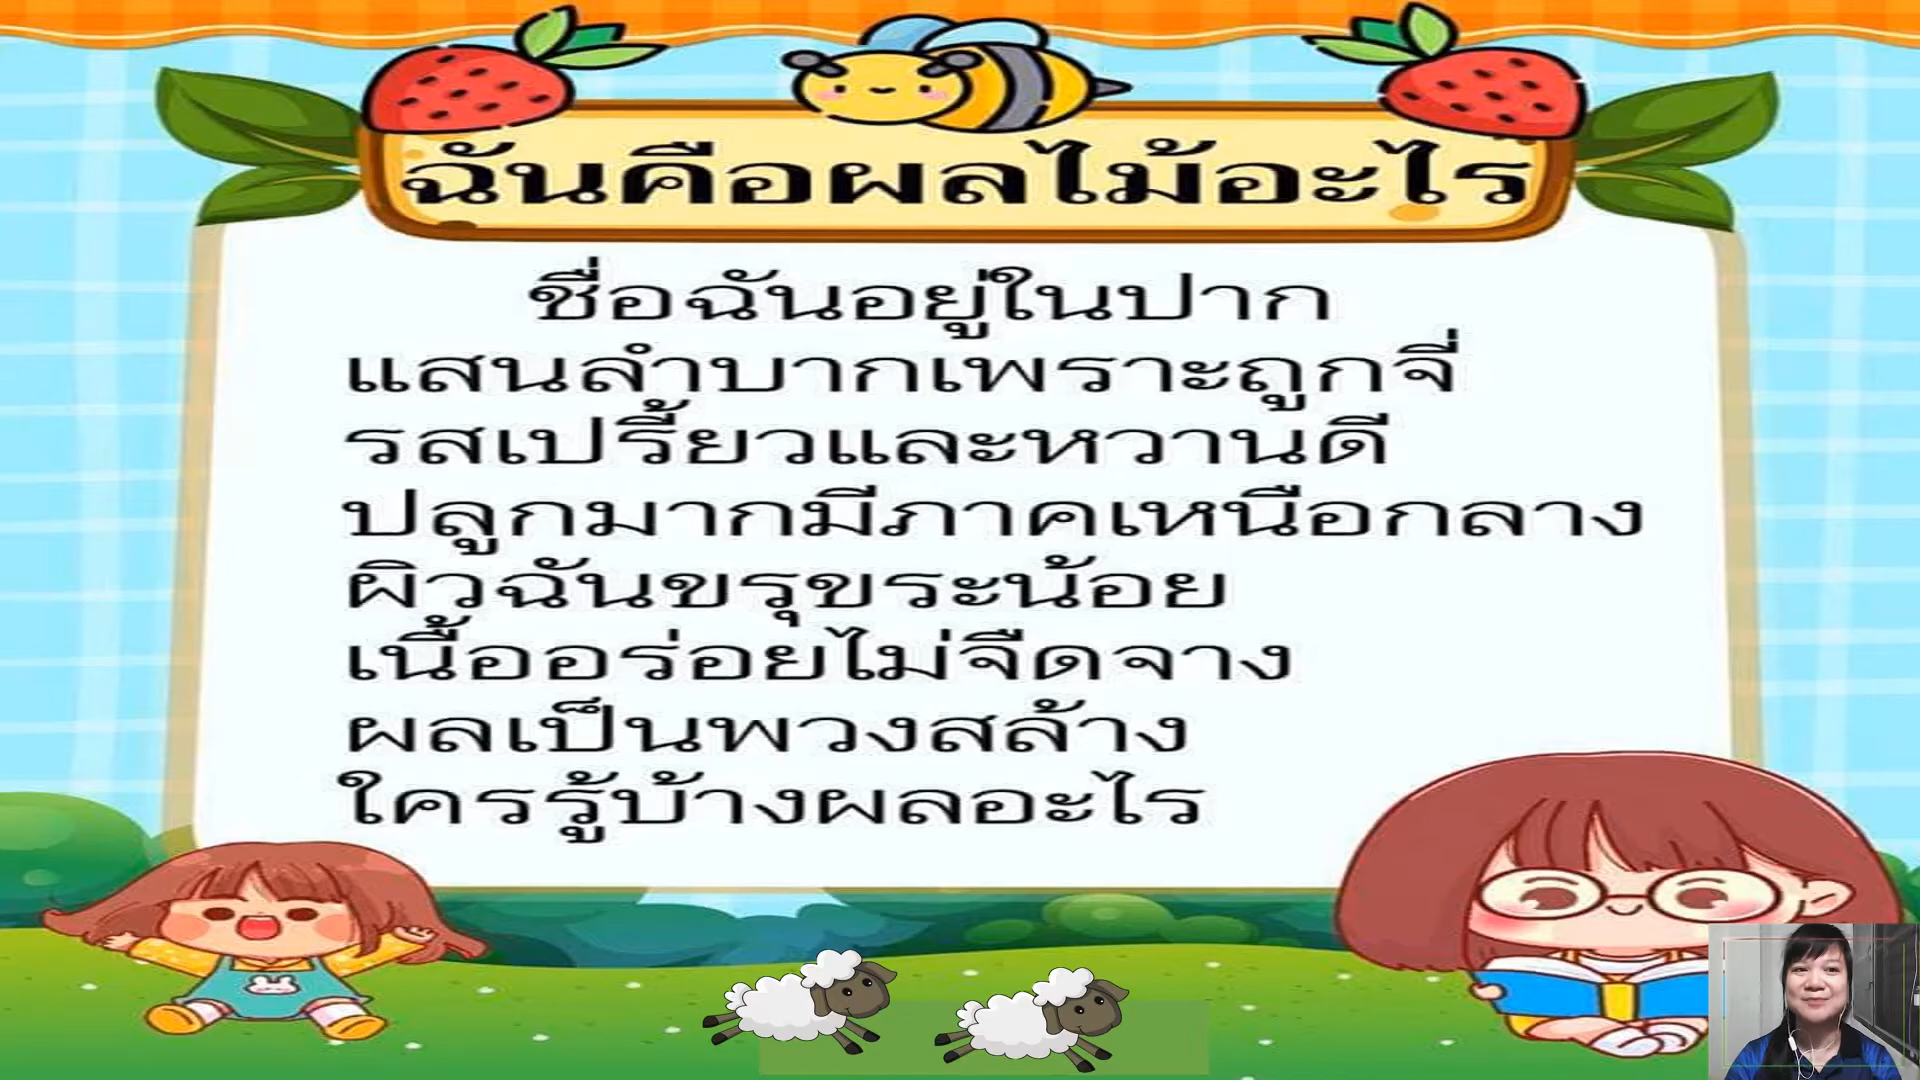 ฉันคือผลไม้อะไร
ชื่อฉันอยู่ในปาก
แสนลำบากเพราะถูกจี่
รสเปรี้ยวและหวานดี
ปลูกมากมีภาคเหนือกลาง
ผิวฉันขรุขระน้อย
เนื้ออร่อยไม่จืดจาง
ผลเป็นพวงสล้าง
ใครรู้บ้างผลอะไร